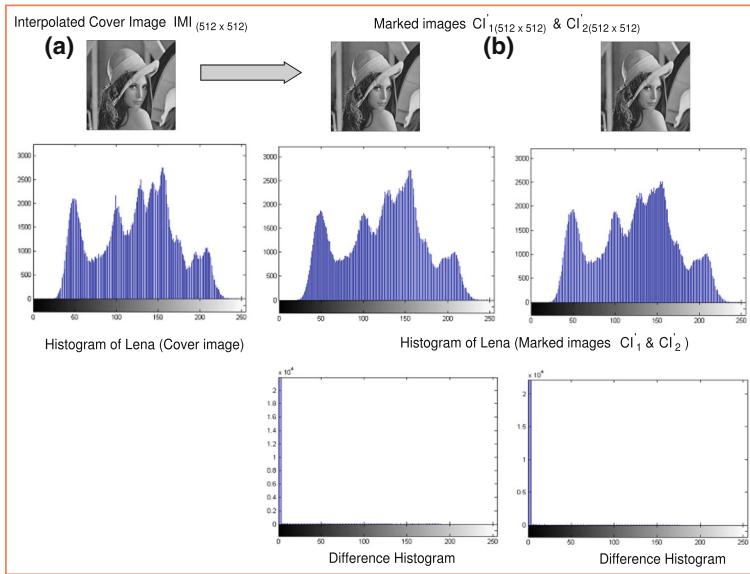 Interpolated Cover Image IMI (512 x 512)
Marked images CI'1(512 x 512) & CI'2(512 x 512)
(a)
(b)
3000
2500
2000
1500
1000
500
0
0 50 100 150 200 250
3000
2500
2000
1500
1000
500
0
0 50 100 150 200 250
3000
2500
2000
1500
1000
500
0
0 50 100 150 200 250
Histogram of Lena (Cover image)
Histogram of Lena (Marked images CI'1 & CI'2 )
x 10^4
2
1.8
1.6
1.4
1.2
1
0.8
0.6
0.4
0.2
0
0 50 100 150 200 250
x 10^4
2
1.5
1
0.5
0
0 50 100 150 200 250
Difference Histogram
Difference Histogram